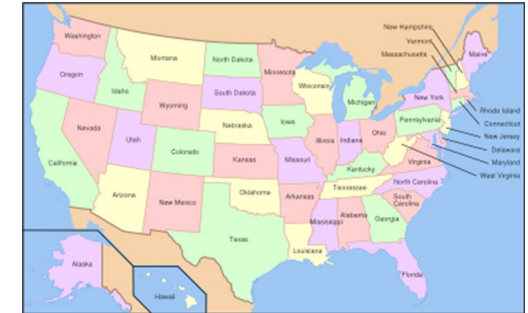 Washington
Oregon
California
Nevada
Idaho
Montana
Wyoming
Utah
Arizona
Colorado
New Mexico
North Dakota
South Dakota
Nebraska
Kansas
Oklahoma
Texas
Minnesota
Iowa
Missouri
Arkansas
Louisiana
Wisconsin
Illinois
Michigan
Indiana
Ohio
Kentucky
Tennessee
Mississippi
Alabama
Georgia
Florida
South Carolina
North Carolina
Virginia
Pennsylvania
New York
Maine
New Hampshire
Vermont
Massachusetts
Rhode Island
Connecticut
New Jersey
Delaware
Maryland
West Virginia
Alaska
Hawaii